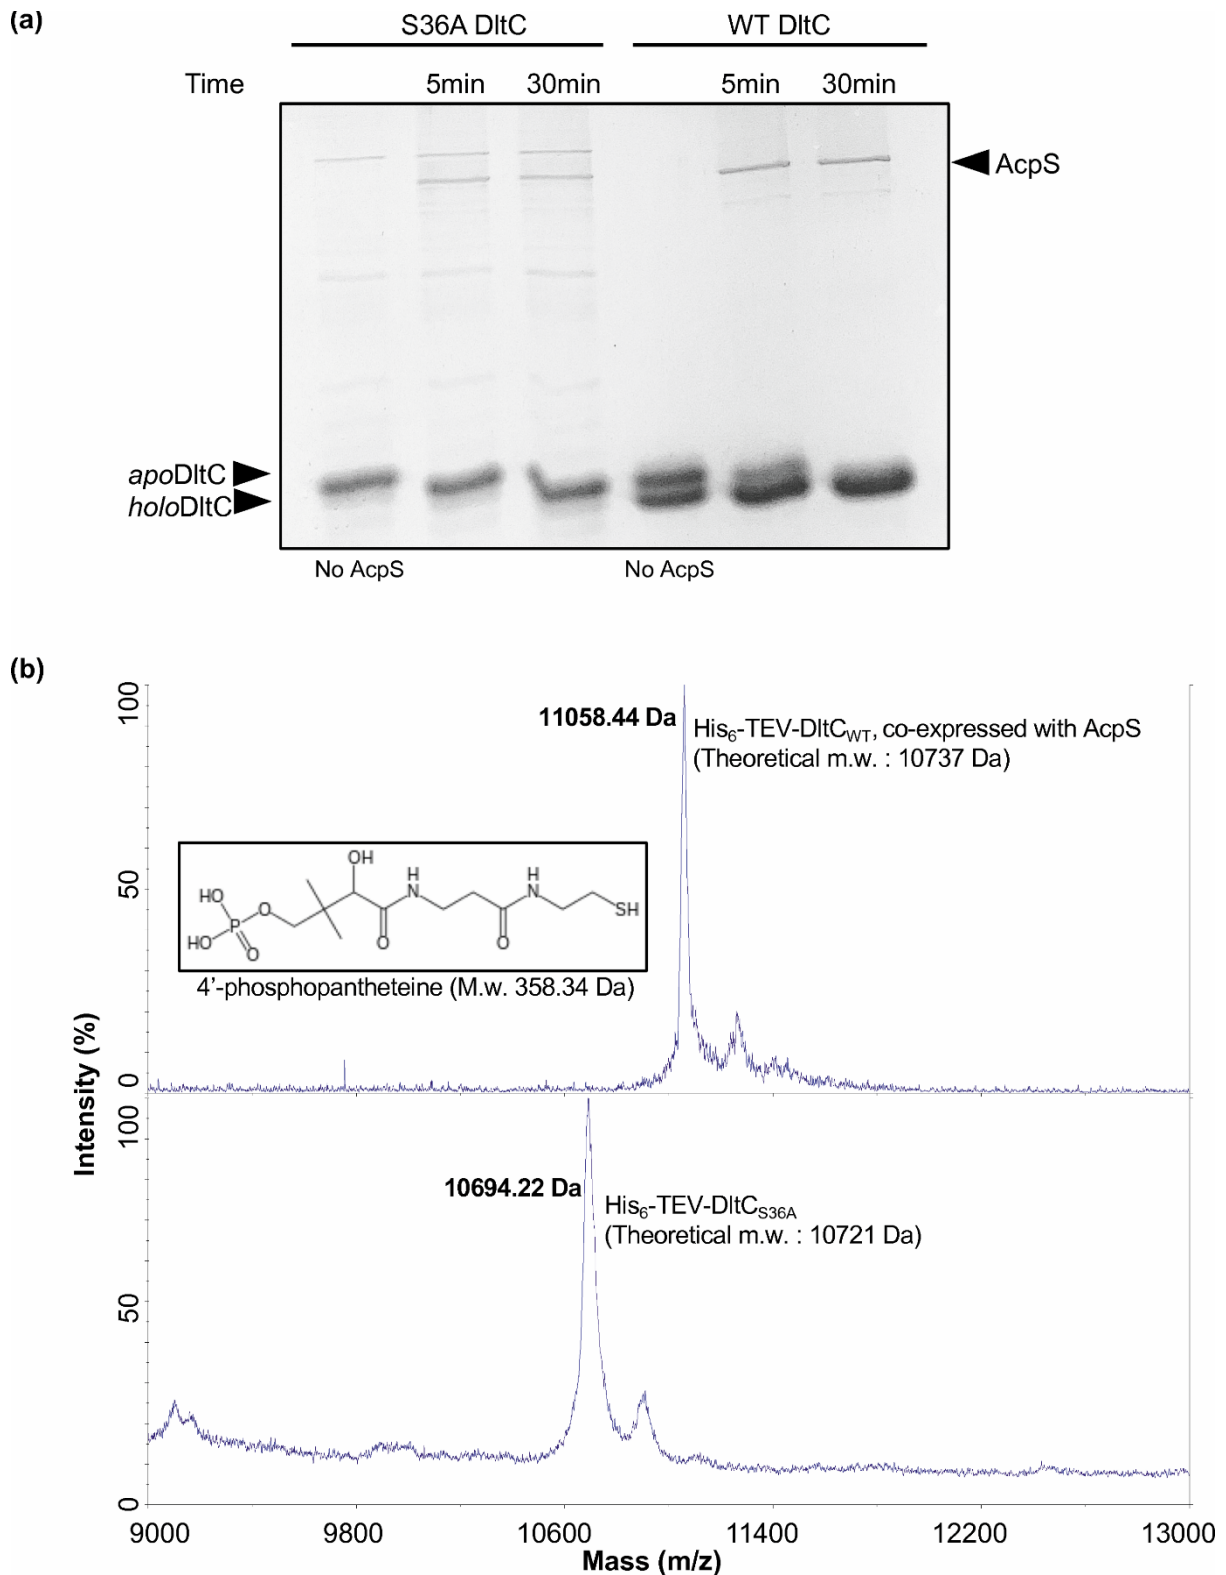 (a)
S36A DltC WT DltC
Time 5min 30min 5min 30min
AcpS
apoDltC
holoDltC
No AcpS No AcpS
(b)
100
11058.44 Da
His6-TEV-DltCWT, co-expressed with AcpS
(Theoretical m.w. : 10737 Da)
50
OH
H H
HO O N N
P SH
HO O O O
4'-phosphopantheteine (M.w. 358.34 Da)
0
Intensity (%)
100
10694.22 Da
His6-TEV-DltCS36A
(Theoretical m.w. : 10721 Da)
50
0
9000 9800 10600 11400 12200 13000
Mass (m/z)